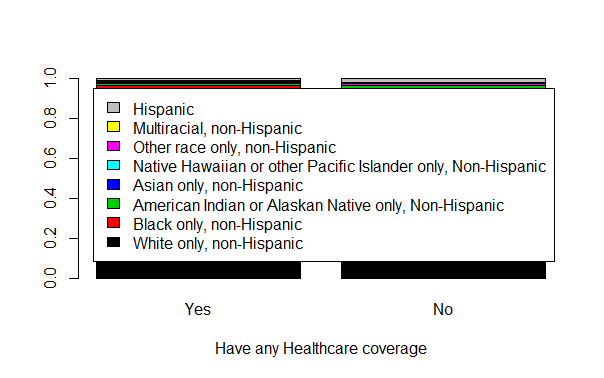 1.0
0.8
0.6
0.4
0.2
0.0
Hispanic
Multiracial, non-Hispanic
Other race only, non-Hispanic
Native Hawaiian or other Pacific Islander only, Non-Hispanic
Asian only, non-Hispanic
American Indian or Alaskan Native only, Non-Hispanic
Black only, non-Hispanic
White only, non-Hispanic
Yes No
Have any Healthcare coverage